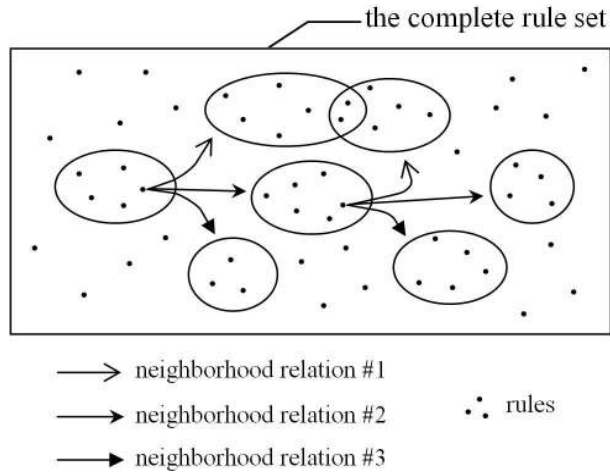 the complete rule set
neighborhood relation #1
neighborhood relation #2
rules
neighborhood relation #3